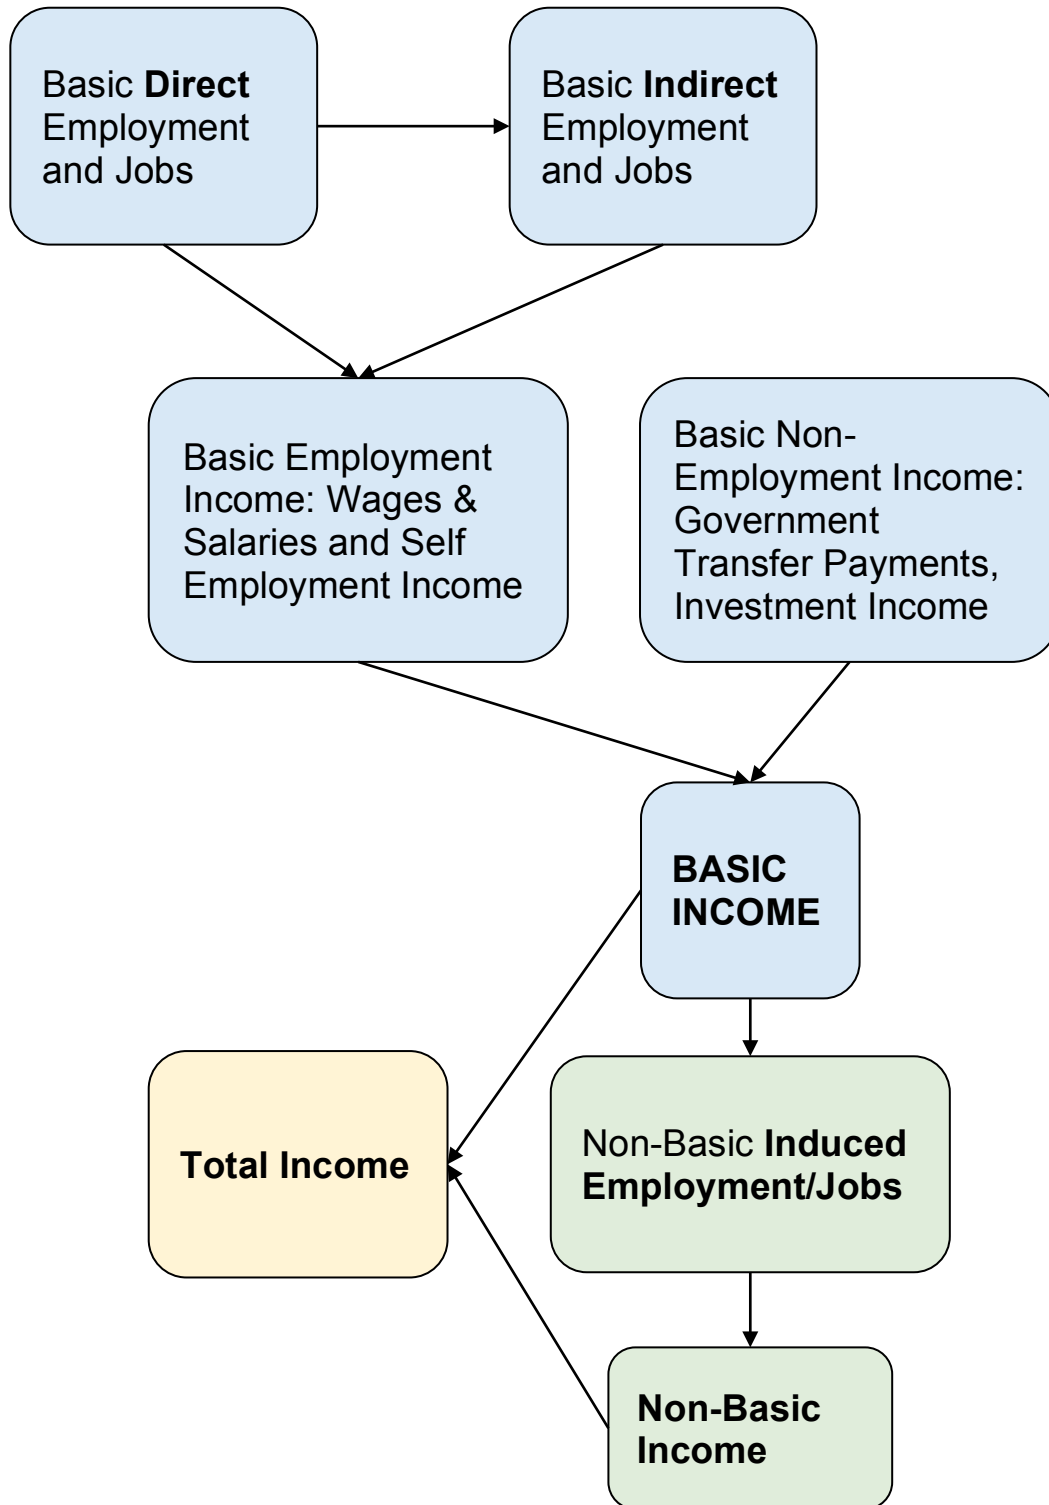 Basic Direct
Employment
and Jobs
Basic Indirect
Employment
and Jobs
Basic Employment
Income: Wages &
Salaries and Self
Employment Income
Basic Non-
Employment Income:
Government
Transfer Payments,
Investment Income
BASIC
INCOME
Total Income
Non-Basic Induced
Employment/Jobs
Non-Basic
Income